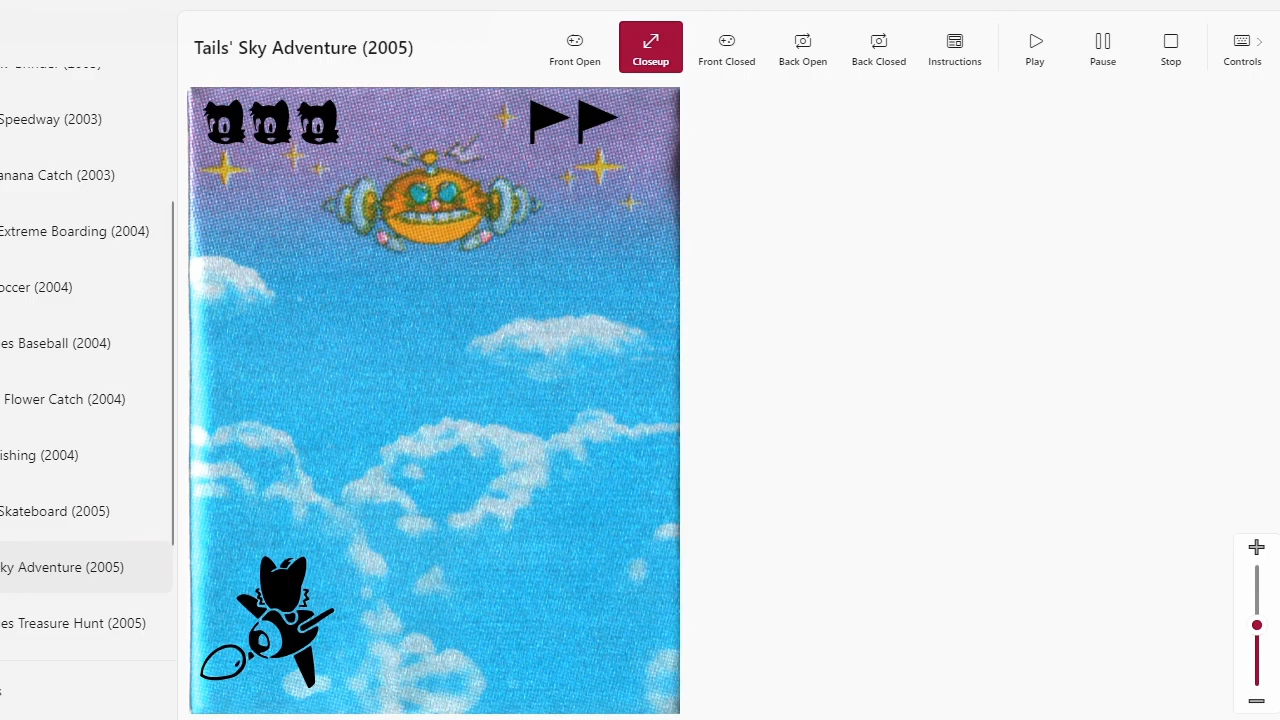 Tails' Sky Adventure (2005)
Front Open
Closeup
Front Closed
Back Open
Back Closed
Instructions
Play
Pause
Stop
Controls
Speedway (2003)
anana Catch (2003)
Extreme Boarding (2004)
occer (2004)
es Baseball (2004)
Flower Catch (2004)
ishing (2004)
Skateboard (2005)
ky Adventure (2005)
es Treasure Hunt (2005)
s